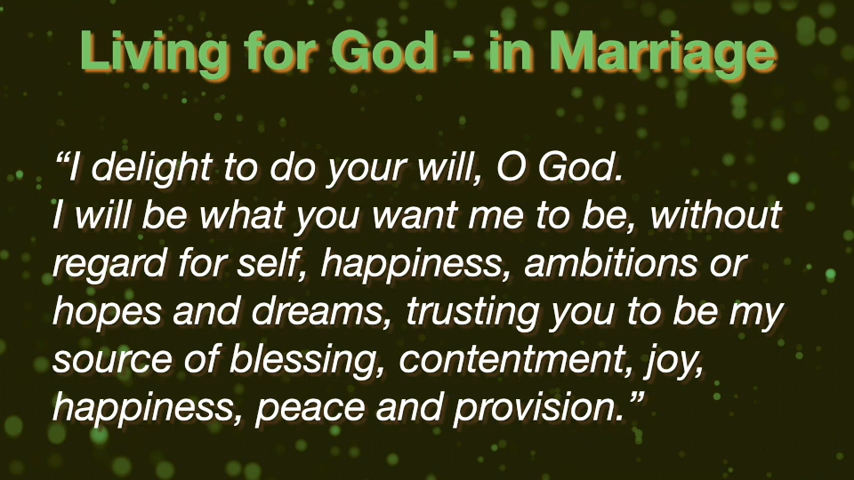 Living for God - in Marriage
“I delight to do your will, O God.
I will be what you want me to be, without
regard for self, happiness, ambitions or
hopes and dreams, trusting you to be my
source of blessing, contentment, joy,
happiness, peace and provision.”